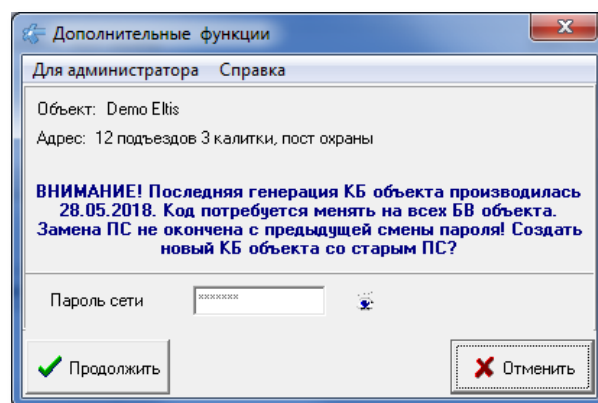 Дополнительные функции
Для администратора Справка
Объект: Demo Eltis
Адрес: 12 подъездов 3 калитки, пост охраны
ВНИМАНИЕ! Последняя генерация КБ объекта производилась
28.05.2018. Код потребуется менять на всех БВ объекта.
Замена ПС не окончена с предыдущей смены пароля! Создать
новый КБ объекта со старым ПС?
Пароль сети xxxxxxx
Продолжить Отменить